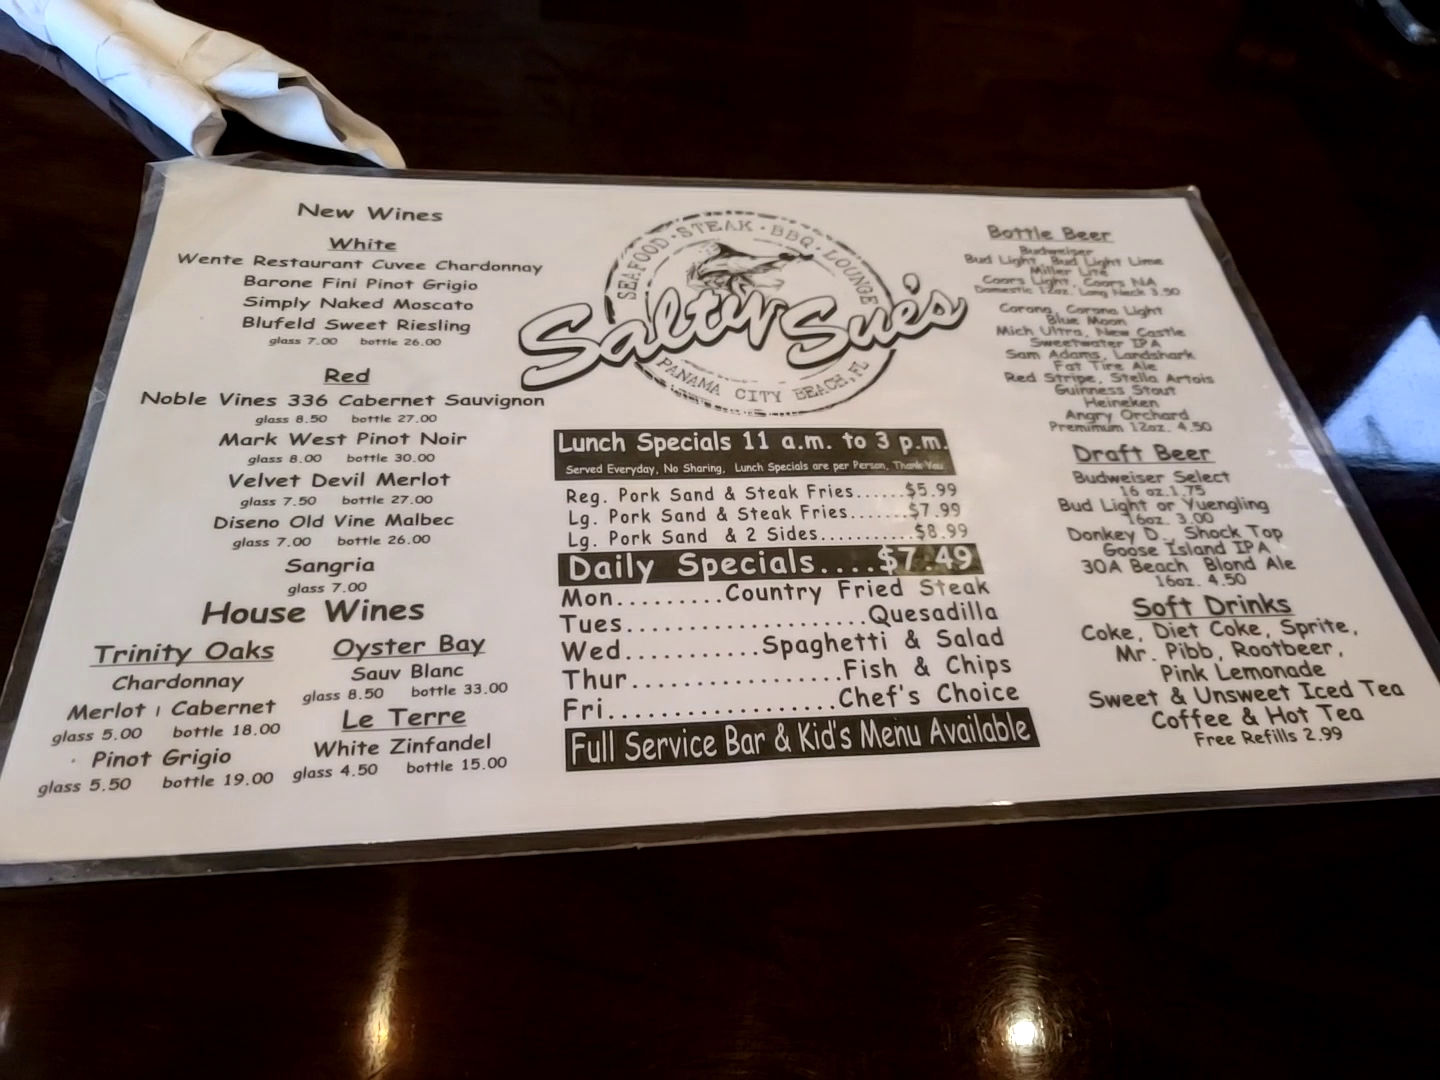 New Wines
White
Wente Restaurant Cuvee Chardonnay
Barone Fini Pinot Grigio
Simply Naked Moscato
Blufeld Sweet Riesling
glass 7.00 bottle 26.00
Red
Noble Vines 336 Cabernet Sauvignon
glass 8.50 bottle 27.00
Mark West Pinot Noir
glass 8.00 bottle 30.00
Velvet Devil Merlot
glass 7.50 bottle 27.00
Diseno Old Vine Malbec
glass 7.00 bottle 26.00
Sangria
glass 7.00
House Wines
Trinity Oaks
Chardonnay
Merlot , Cabernet
glass 5.00 bottle 18.00
Pinot Grigio
glass 5.50 bottle 19.00
Oyster Bay
Sauv Blanc
glass 8.50 bottle 33.00
Le Terre
White Zinfandel
glass 4.50 bottle 15.00
SEAFOOD · STEAK · BBQ · LOUNGE
Salty Sue's
PANAMA CITY BEACH, FL
Lunch Specials 11 a.m. to 3 p.m.
Served Everyday, No Sharing, Lunch Specials are per Person, Thank You
Reg. Pork Sand & Steak Fries......$5.99
Lg. Pork Sand & Steak Fries.......$7.99
Lg. Pork Sand & 2 Sides...........$8.99
Daily Specials....$7.49
Mon.........Country Fried Steak
Tues....................Quesadilla
Wed...........Spaghetti & Salad
Thur.................Fish & Chips
Fri..................Chef's Choice
Full Service Bar & Kid's Menu Available
Bottle Beer
Budweiser
Bud Light, Bud Light Lime
Miller Lite
Coors Light, Coors NA
Domestic 12oz. Long Neck 3.50
Corona, Corona Light
Blue Moon
Mich Ultra, New Castle
Sweetwater IPA
Sam Adams, Landshark
Fat Tire Ale
Red Stripe, Stella Artois
Guinness Stout
Heineken
Angry Orchard
Premimum 12oz. 4.50
Draft Beer
Budweiser Select
16 oz.1.75
Bud Light or Yuengling
16oz. 3.00
Donkey D., Shock Top
Goose Island IPA
30A Beach Blond Ale
16oz. 4.50
Soft Drinks
Coke, Diet Coke, Sprite,
Mr. Pibb, Rootbeer,
Pink Lemonade
Sweet & Unsweet Iced Tea
Coffee & Hot Tea
Free Refills 2.99